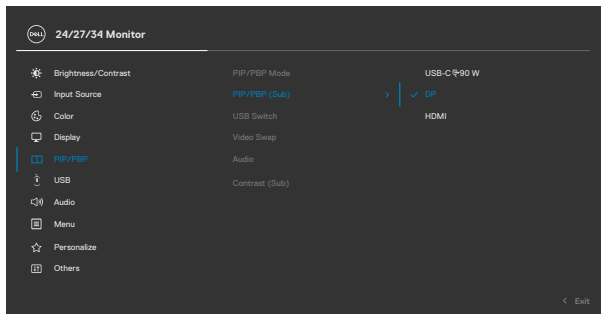 DELL 24/27/34 Monitor
Brightness/Contrast PIP/PBP Mode USB-C 90 W
Input Source PIP/PBP (Sub) DP
Color USB Switch HDMI
Display Video Swap
PIP/PBP Audio
USB Contrast (Sub)
Audio
Menu
Personalize
Others
Exit